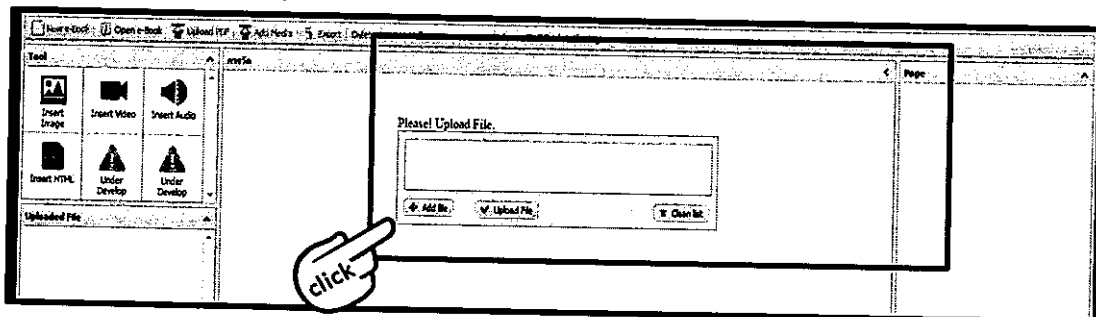 New e-Book Open e-Book Upload PDF Add Media Export
Tool
Insert Image
Insert Video
Insert Audio
Insert HTML
Under Develop
Under Develop
Uploaded File
Please! Upload File.
Add file
Upload File
Clean list
click
Page